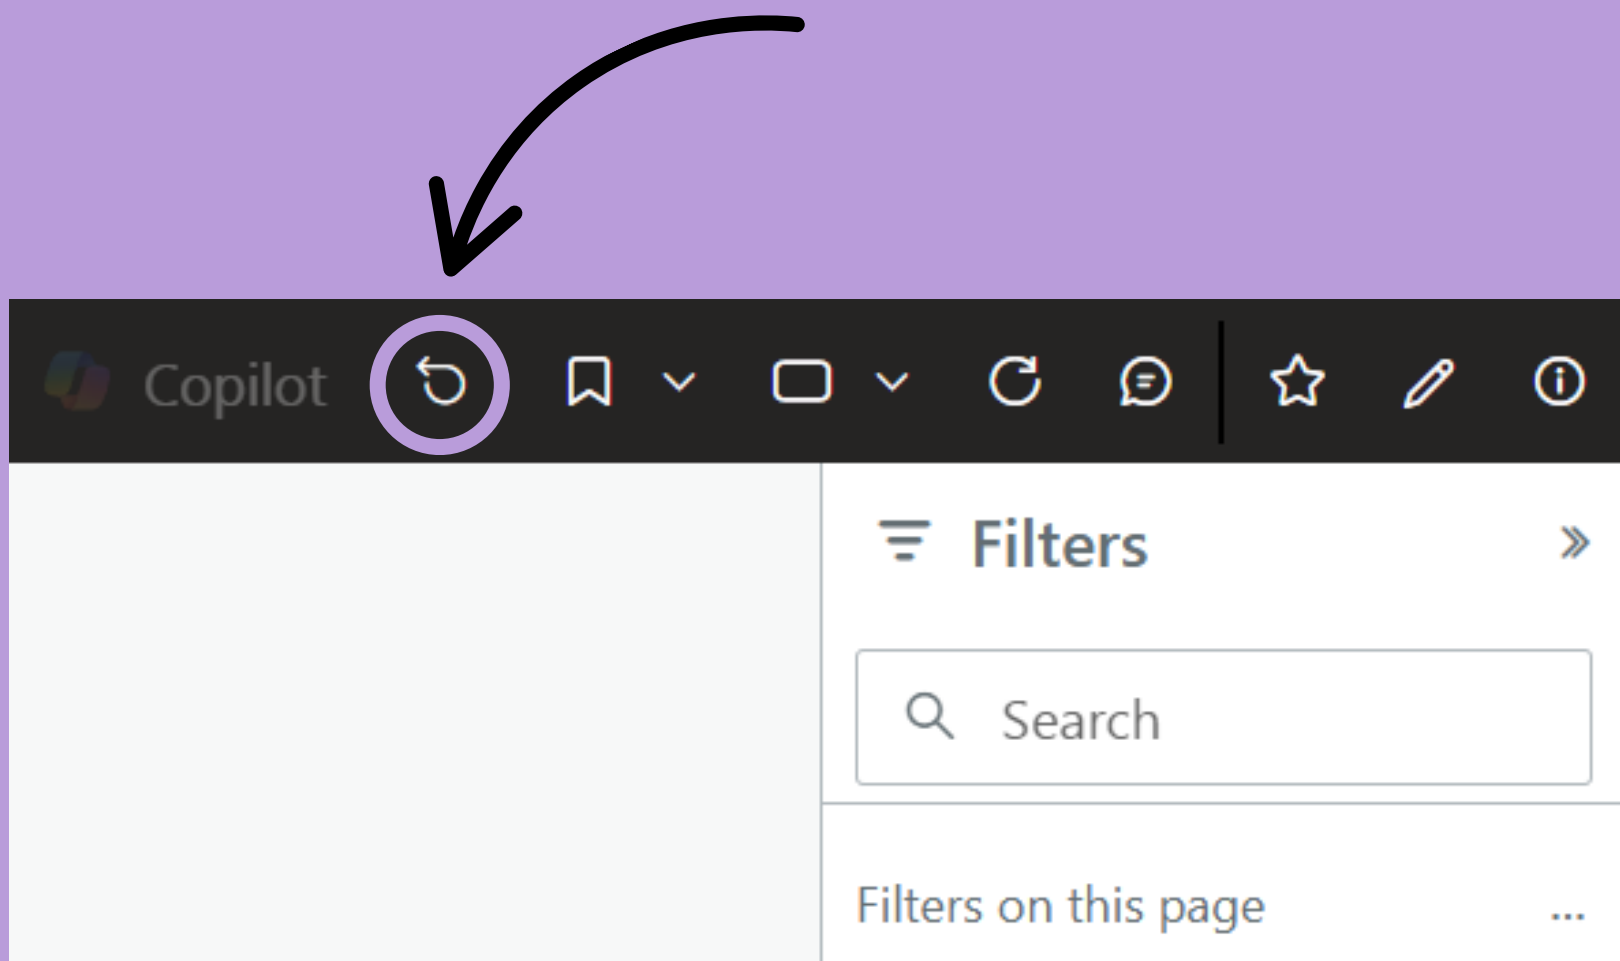 Copilot
Filters
Search
Filters on this page
...